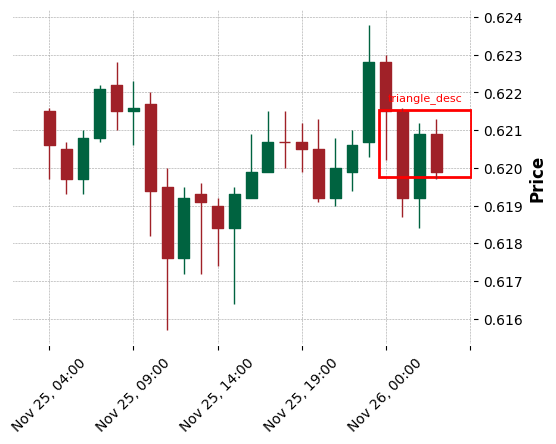 0.624
0.623
0.622
triangle_desc
0.621
0.620
0.619
0.618
0.617
0.616
Price
Nov 25, 04:00
Nov 25, 09:00
Nov 25, 14:00
Nov 25, 19:00
Nov 26, 00:00